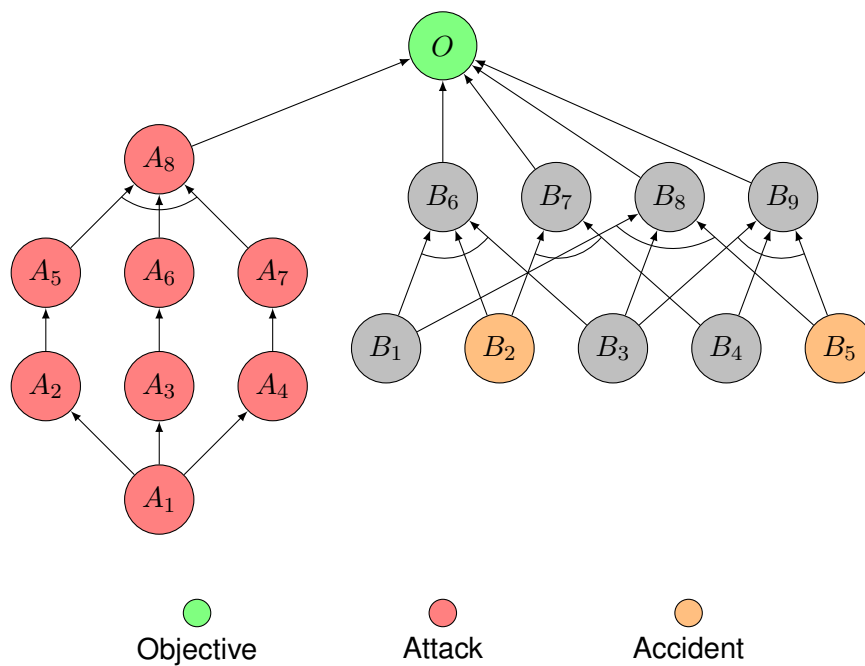 O
A8
B6 B7 B8 B9
A5 A6 A7
B1 B2 B3 B4 B5
A2 A3 A4
A1
Objective Attack Accident